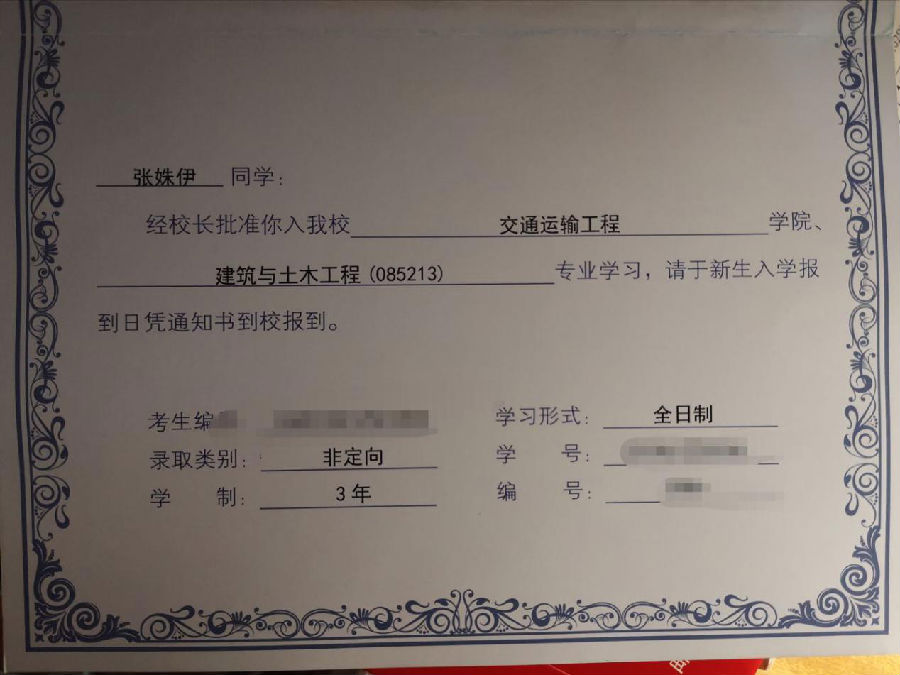 张姝伊 同学：
经校长批准你入我校 交通运输工程 学院、
建筑与土木工程(085213) 专业学习，请于新生入学报
到日凭通知书到校报到。
考生编 学习形式：全日制
录取类别：非定向 学 号：
学 制：3年 编 号：